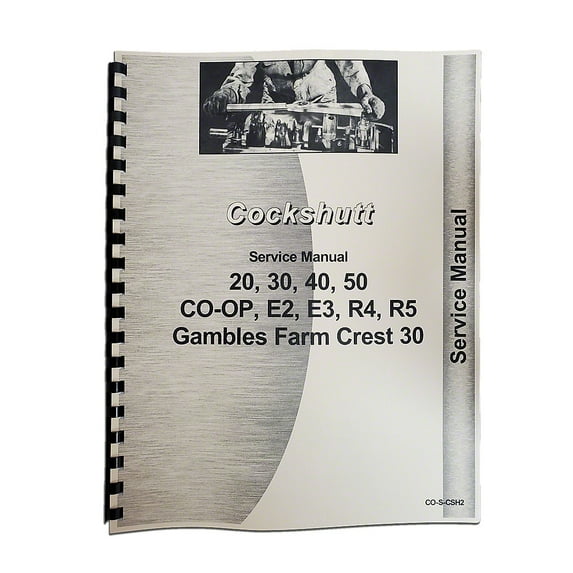 Cockshutt
Service Manual
20, 30, 40, 50
CO-OP, E2, E3, R4, R5
Gambles Farm Crest 30
Service Manual
CO-S-CSH2